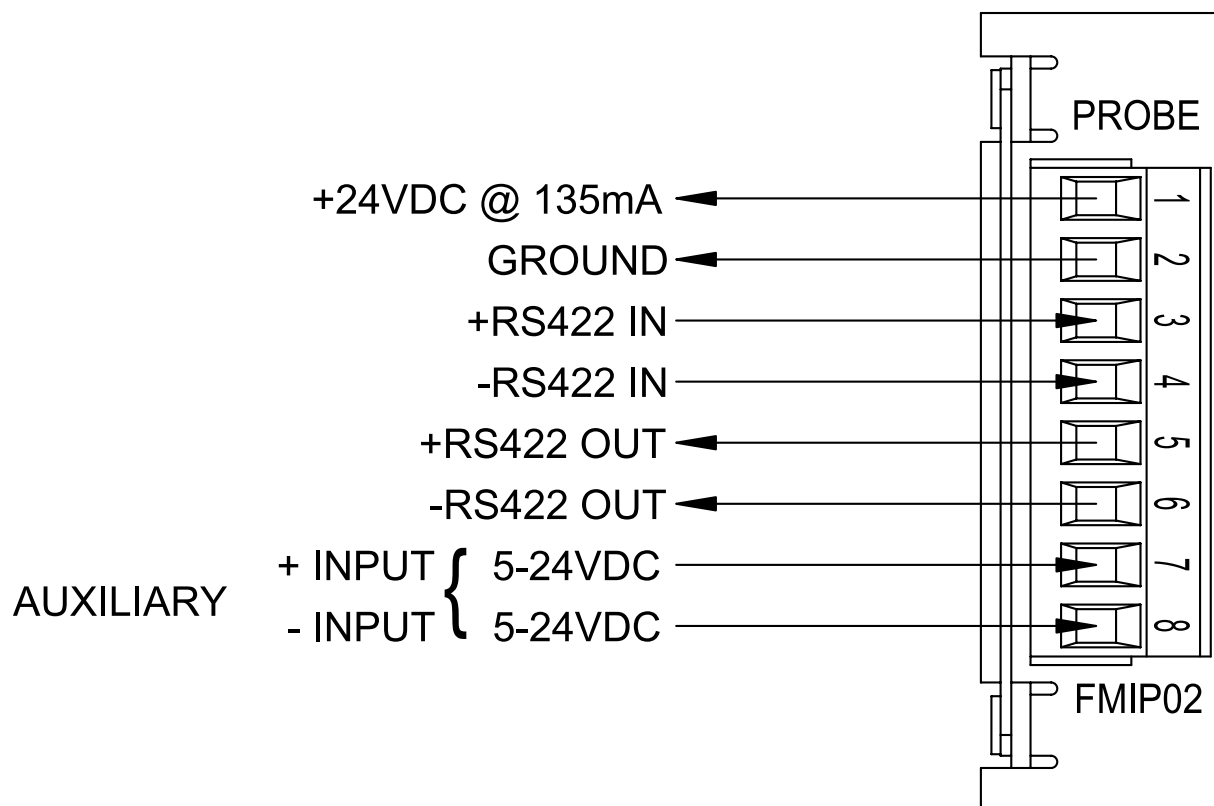 PROBE
+24VDC @ 135mA 1
GROUND 2
+RS422 IN 3
-RS422 IN 4
+RS422 OUT 5
-RS422 OUT 6
+ INPUT { 5-24VDC 7
AUXILIARY
- INPUT 5-24VDC 8
FMIP02